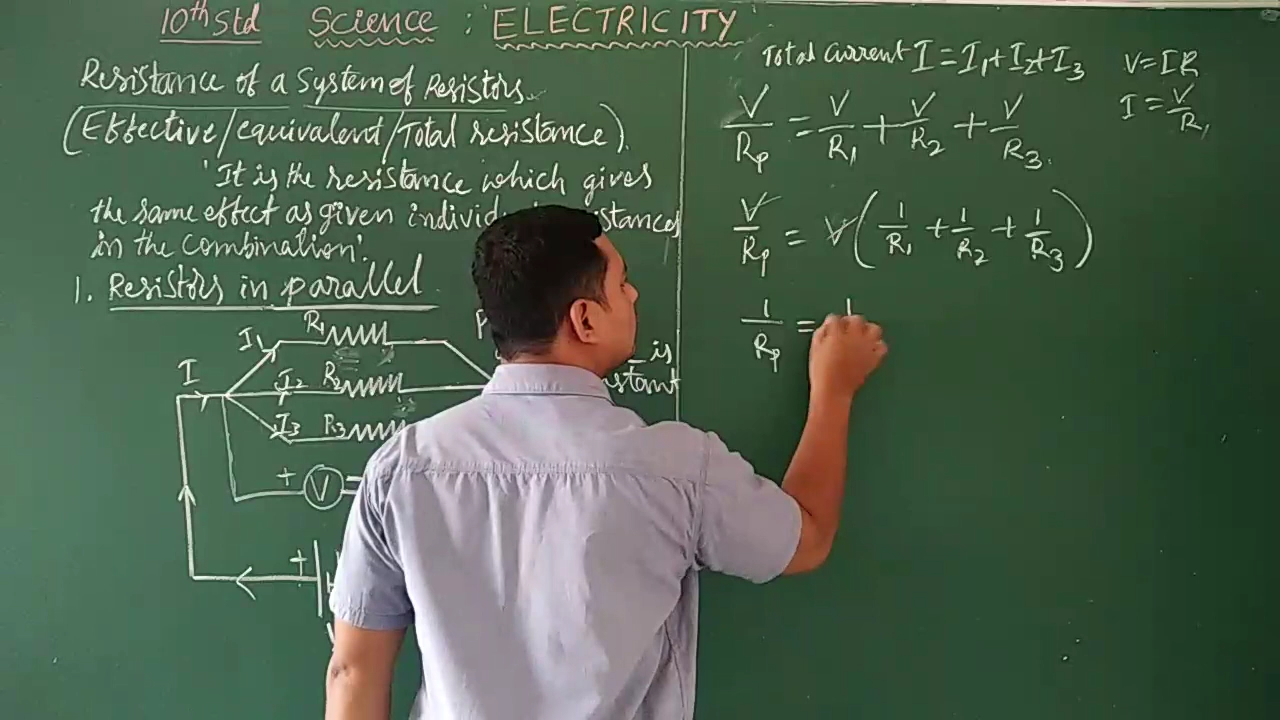 10th Std Science : ELECTRICITY
Resistance of a System of Resistors.
(Effective/equivalent/Total resistance).
'It is the resistance which gives
the same effect as given
in the combination'.
1. Resistors in parallel
R1
I1
I
I2 R2
I3 R3
+ V
+
is
Total current I = I1 + I2 + I3
V = IR
I = V/R1
V/Rp = V/R1 + V/R2 + V/R3.
V/Rp = V(1/R1 + 1/R2 + 1/R3)
1/Rp = 1